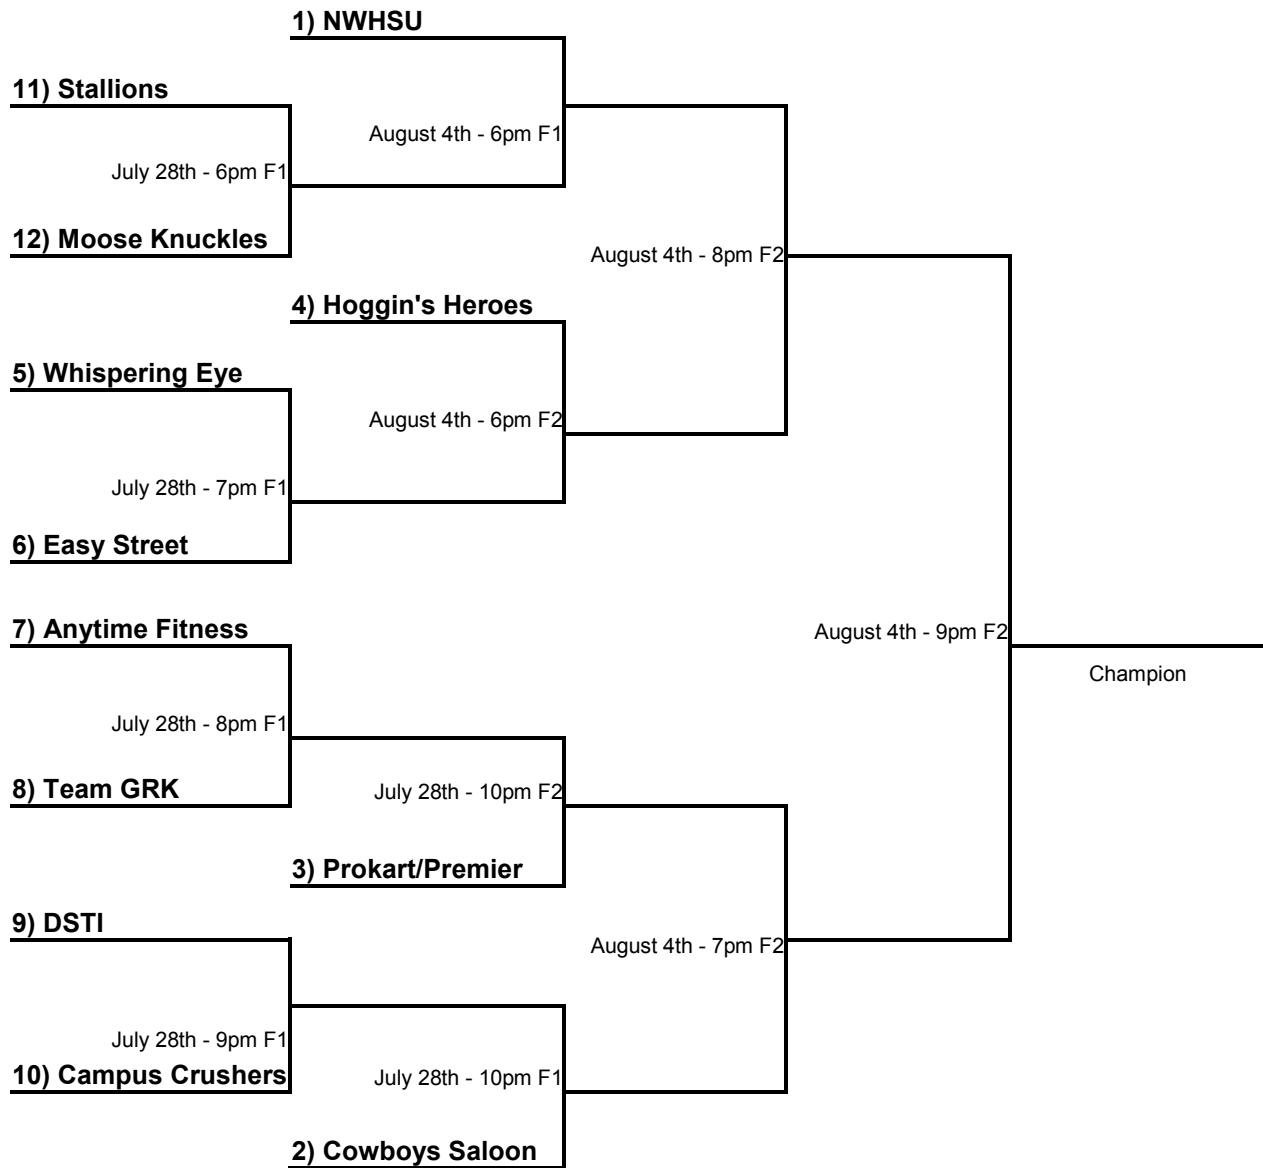 1) NWHSU
11) Stallions
August 4th - 6pm F1
July 28th - 6pm F1
12) Moose Knuckles
August 4th - 8pm F2
4) Hoggin's Heroes
5) Whispering Eye
August 4th - 6pm F2
July 28th - 7pm F1
6) Easy Street
7) Anytime Fitness
August 4th - 9pm F2
Champion
July 28th - 8pm F1
8) Team GRK
July 28th - 10pm F2
3) Prokart/Premier
9) DSTI
August 4th - 7pm F2
July 28th - 9pm F1
10) Campus Crushers
July 28th - 10pm F1
2) Cowboys Saloon